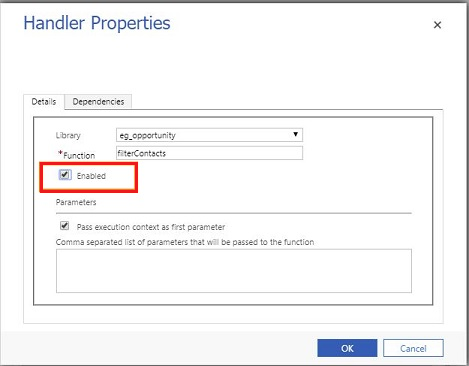 Handler Properties
Details Dependencies
Library eg_opportunity
*Function filterContacts
Enabled
Parameters
Pass execution context as first parameter
Comma separated list of parameters that will be passed to the function
OK Cancel